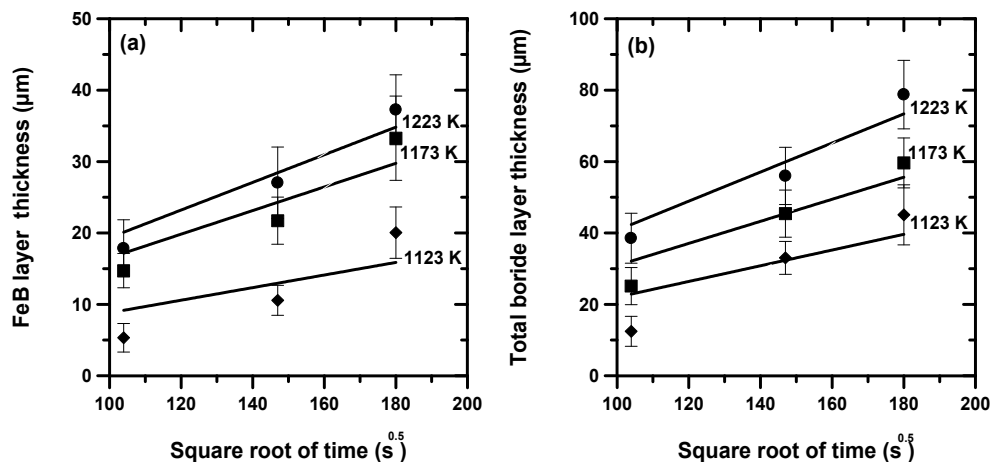 (a)
FeB layer thickness (µm)
50
40
30
20
10
0
1223 K
1173 K
1123 K
100 120 140 160 180 200
Square root of time (s^0.5)
(b)
Total boride layer thickness (µm)
100
80
60
40
20
0
1223 K
1173 K
1123 K
100 120 140 160 180 200
Square root of time (s^0.5)